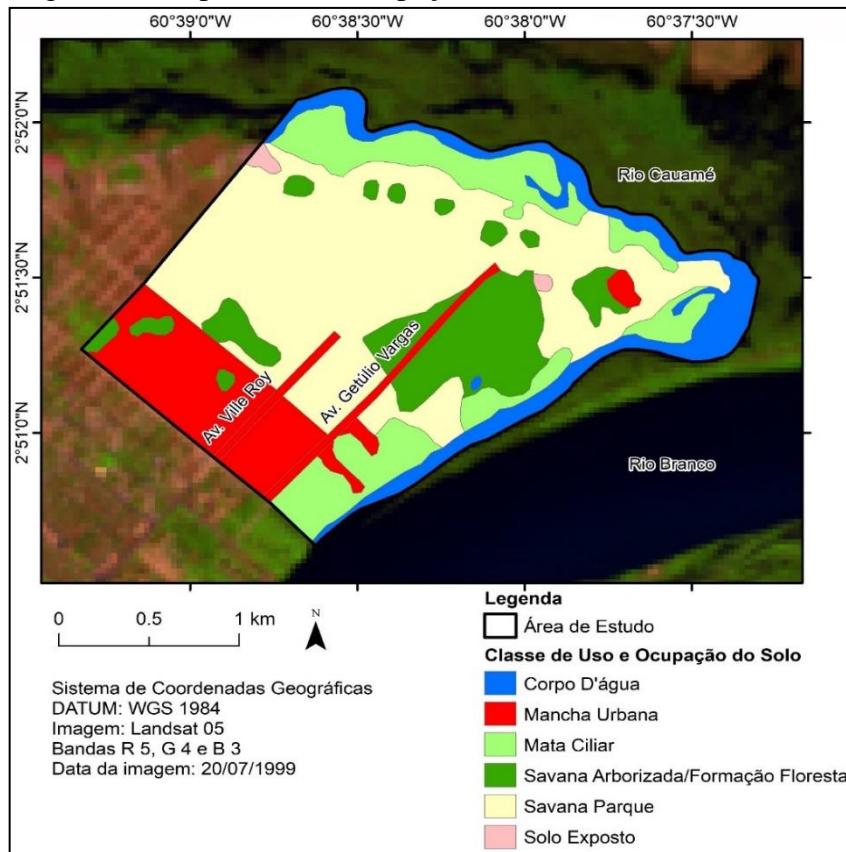 60°39'0"W 60°38'30"W 60°38'0"W 60°37'30"W
2°52'0"N
2°51'30"N
2°51'0"N
Rio Cauamé
Av. Ville Roy
Av. Getúlio Vargas
Rio Branco
0 0.5 1 km
N
Sistema de Coordenadas Geográficas
DATUM: WGS 1984
Imagem: Landsat 05
Bandas R 5, G 4 e B 3
Data da imagem: 20/07/1999
Legenda
Área de Estudo
Classe de Uso e Ocupação do Solo
Corpo D'água
Mancha Urbana
Mata Ciliar
Savana Arborizada/Formação Floresta
Savana Parque
Solo Exposto